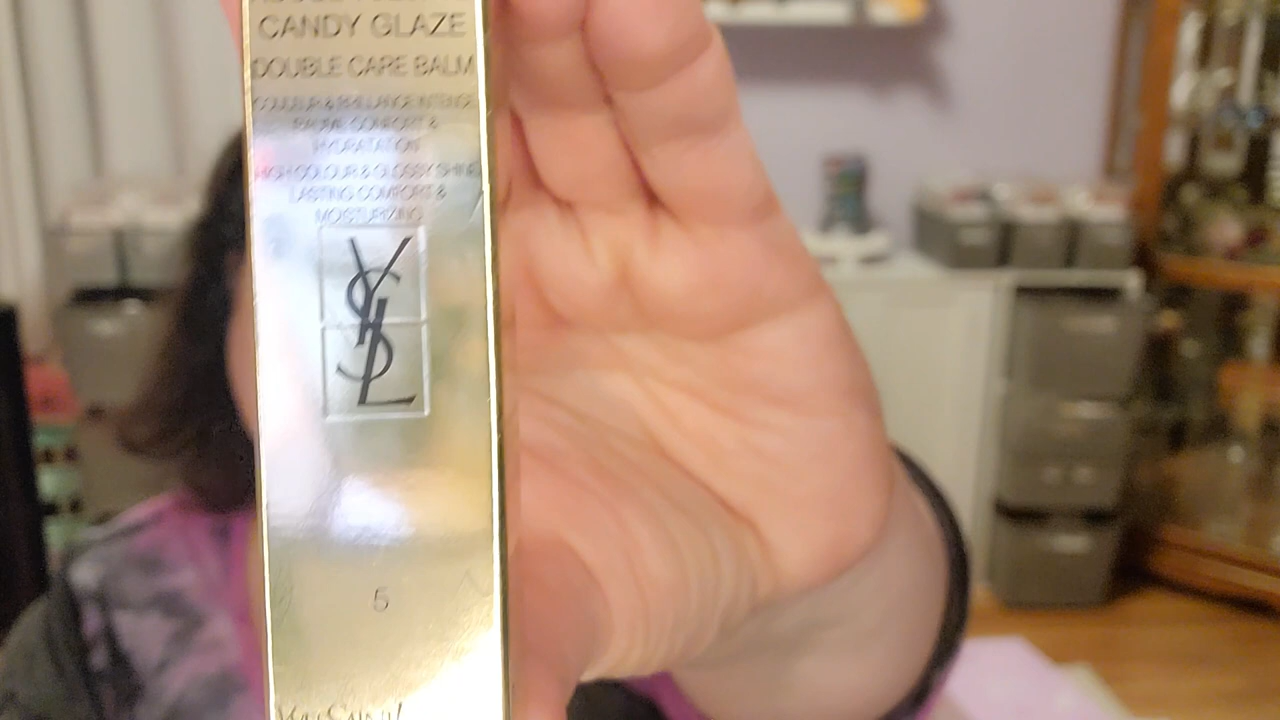 CANDY GLAZE
DOUBLE CARE BALM
COULEUR & BRILLANCE INTENSE
BAUME CONFORT &
HYDRATATION
HIGH COLOUR & GLOSSY SHINE
LASTING COMFORT &
MOISTURIZING
YSL
5